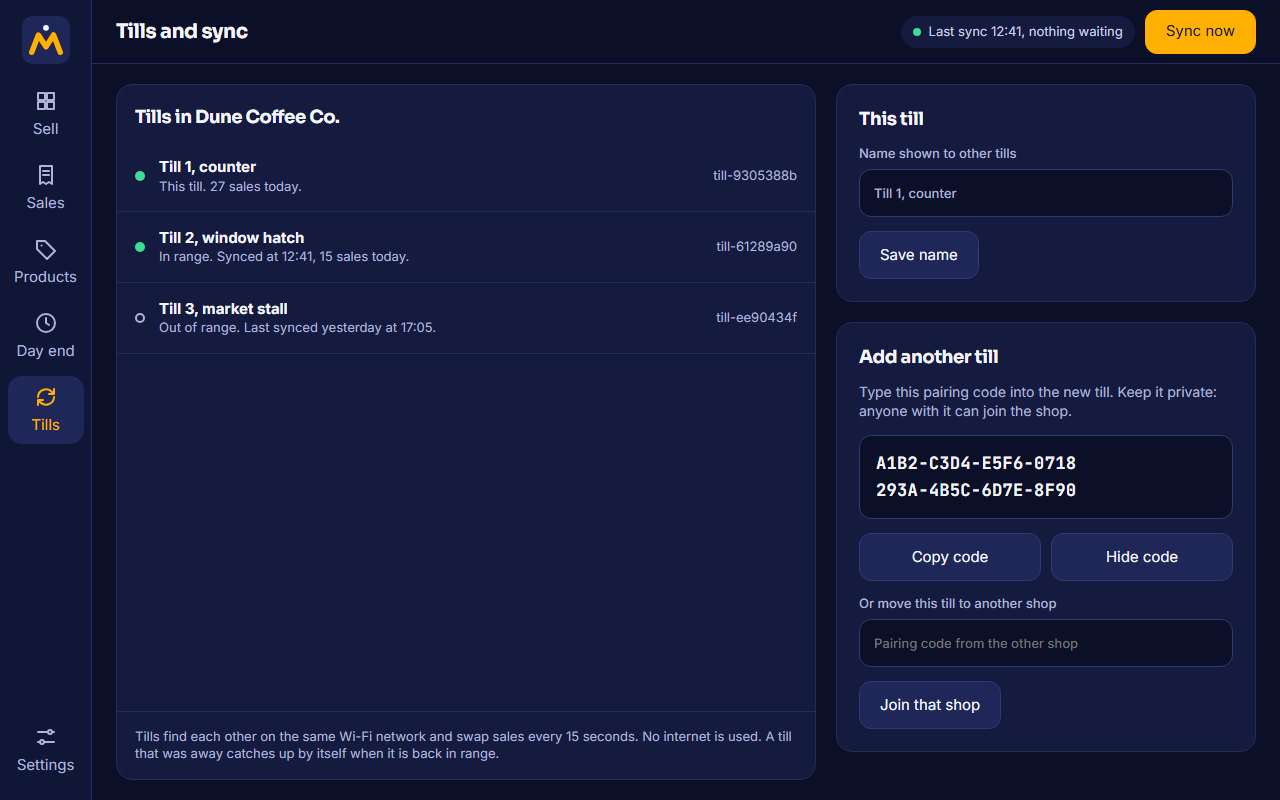 Tills and sync
Last sync 12:41, nothing waiting
Sync now
Sell
Sales
Products
Day end
Tills
Settings
Tills in Dune Coffee Co.
Till 1, counter
This till. 27 sales today.
till-9305388b
Till 2, window hatch
In range. Synced at 12:41, 15 sales today.
till-61289a90
Till 3, market stall
Out of range. Last synced yesterday at 17:05.
till-ee90434f
Tills find each other on the same Wi-Fi network and swap sales every 15 seconds. No internet is used. A till
that was away catches up by itself when it is back in range.
This till
Name shown to other tills
Till 1, counter
Save name
Add another till
Type this pairing code into the new till. Keep it private:
anyone with it can join the shop.
A1B2-C3D4-E5F6-0718
293A-4B5C-6D7E-8F90
Copy code
Hide code
Or move this till to another shop
Pairing code from the other shop
Join that shop